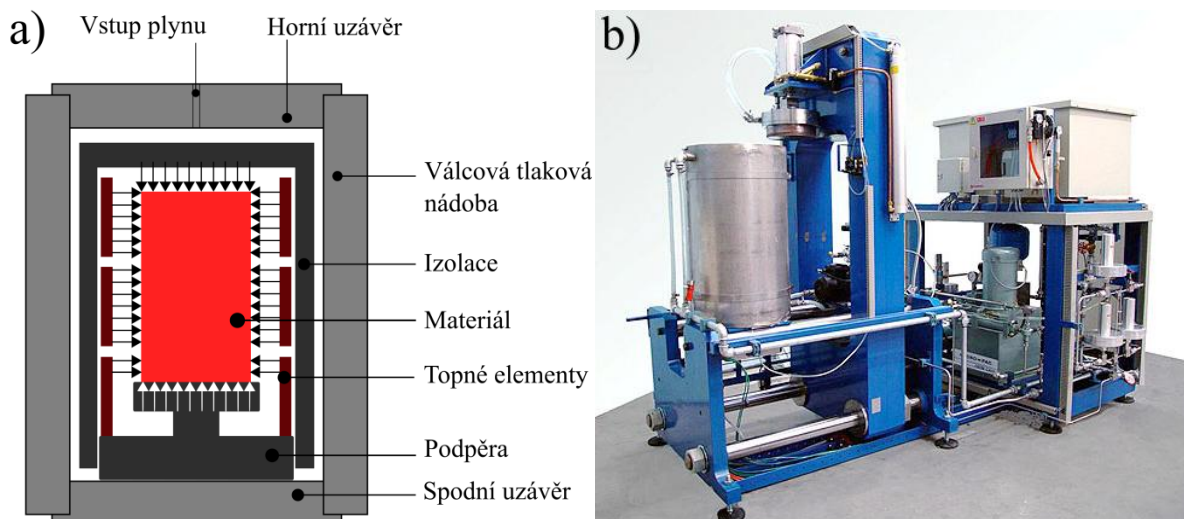 a)
Vstup plynu
Horní uzávěr
Válcová tlaková
nádoba
Izolace
Materiál
Topné elementy
Podpěra
Spodní uzávěr
b)